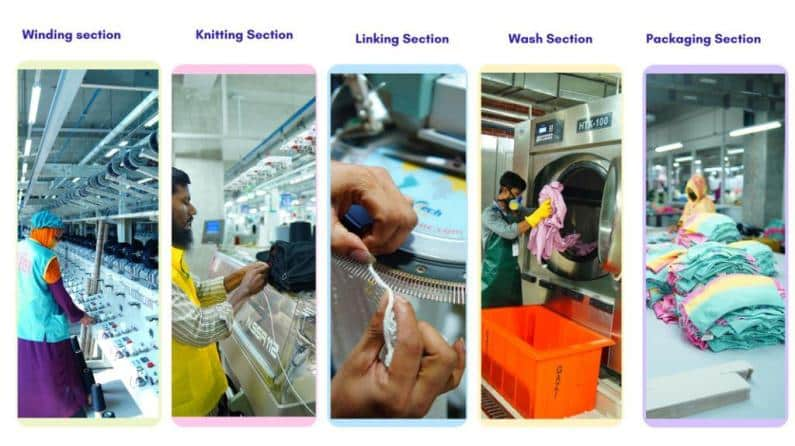 Winding section
Knitting Section
Linking Section
Wash Section
Packaging Section
HTX-100